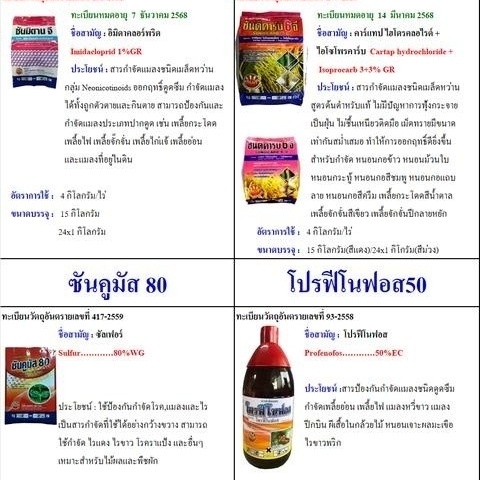 ทะเบียนหมดอายุ 7 ธันวาคม 2568
ชื่อสามัญ : อิมิดาคลอร์พริด
Imidacloprid 1%GR
ประโยชน์ : สารกำจัดแมลงชนิดเม็ดหว่าน
กลุ่ม Neonicotinoids ออกฤทธิ์ดูดซึม กำจัดแมลง
ได้ทั้งถูกตัวตายและกินตาย สามารถป้องกันและ
กำจัดแมลงประเภทปากดูด เช่น เพลี้ยกระโดด
เพลี้ยไฟ เพลี้ยจั๊กจั่น เพลี้ยไก่แจ้ เพลี้ยอ่อน
และแมลงที่อยู่ในดิน
อัตราการใช้ : 4 กิโลกรัม/ไร่
ขนาดบรรจุ : 15 กิโลกรัม
24x1 กิโลกรัม
ซันมิดาน จี
ทะเบียนหมดอายุ 14 มีนาคม 2568
ชื่อสามัญ : คาร์แทปไฮโดรคลอไรด์ +
ไอโซโพรคาร์บ Cartap hydrochloride +
Isoprocarb 3+3% GR
ประโยชน์ : สารกำจัดแมลงชนิดเม็ดหว่าน
สูตรต้นตำรับแท้ ไม่มีปัญหาการฟุ้งกระจาย
เป็นฝุ่น ไม่ชื้นเหนียวติดมือ เม็ดทรายมีขนาด
เท่ากันสม่ำเสมอ ทำให้การออกฤทธิ์ดียิ่งขึ้น
สำหรับกำจัด หนอนกอข้าว หนอนม้วนใบ
หนอนกระทู้ หนอนกอสีชมพู หนอนกอแถบ
ลาย หนอนกอสีครีม เพลี้ยกระโดดสีน้ำตาล
เพลี้ยจักจั่นสีเขียว เพลี้ยจักจั่นปีกลายหยัก
อัตราการใช้ : 4 กิโลกรัม/ไร่
ขนาดบรรจุ : 15 กิโลกรัม(สีแดง)/24x1 กิโกรัม(สีม่วง)
ซันคูมัส 80
โปรฟีโนฟอส50
ทะเบียนวัตถุอันตรายเลขที่ 417-2559
ชื่อสามัญ : ซัลเฟอร์
Sulfur............80%WG
ซันคูมัส 80
ประโยชน์ : ใช้ป้องกันกำจัดโรค,แมลงและไร
เป็นสารกำจัดที่ใช้ได้อย่างกว้างขวาง สามารถ
ใช้กำจัด ไรแดง ไรขาว โรคราแป้ง และอื่นๆ
เหมาะสำหรับไม้ผลและพืชผัก
ทะเบียนวัตถุอันตรายเลขที่ 93-2558
ชื่อสามัญ : โปรฟีโนฟอส
Profenofos............50%EC
ประโยชน์ :สารป้องกันกำจัดแมลงชนิดดูดซึม
กำจัดเพลี้ยอ่อน เพลี้ยไฟ แมลงหวี่ขาว แมลง
ปีกบิน ผีเสื้อในกล้วยไม้ หนอนเจาะผลมะเขือ
ไรขาวพริก
โปรฟีโนฟอส